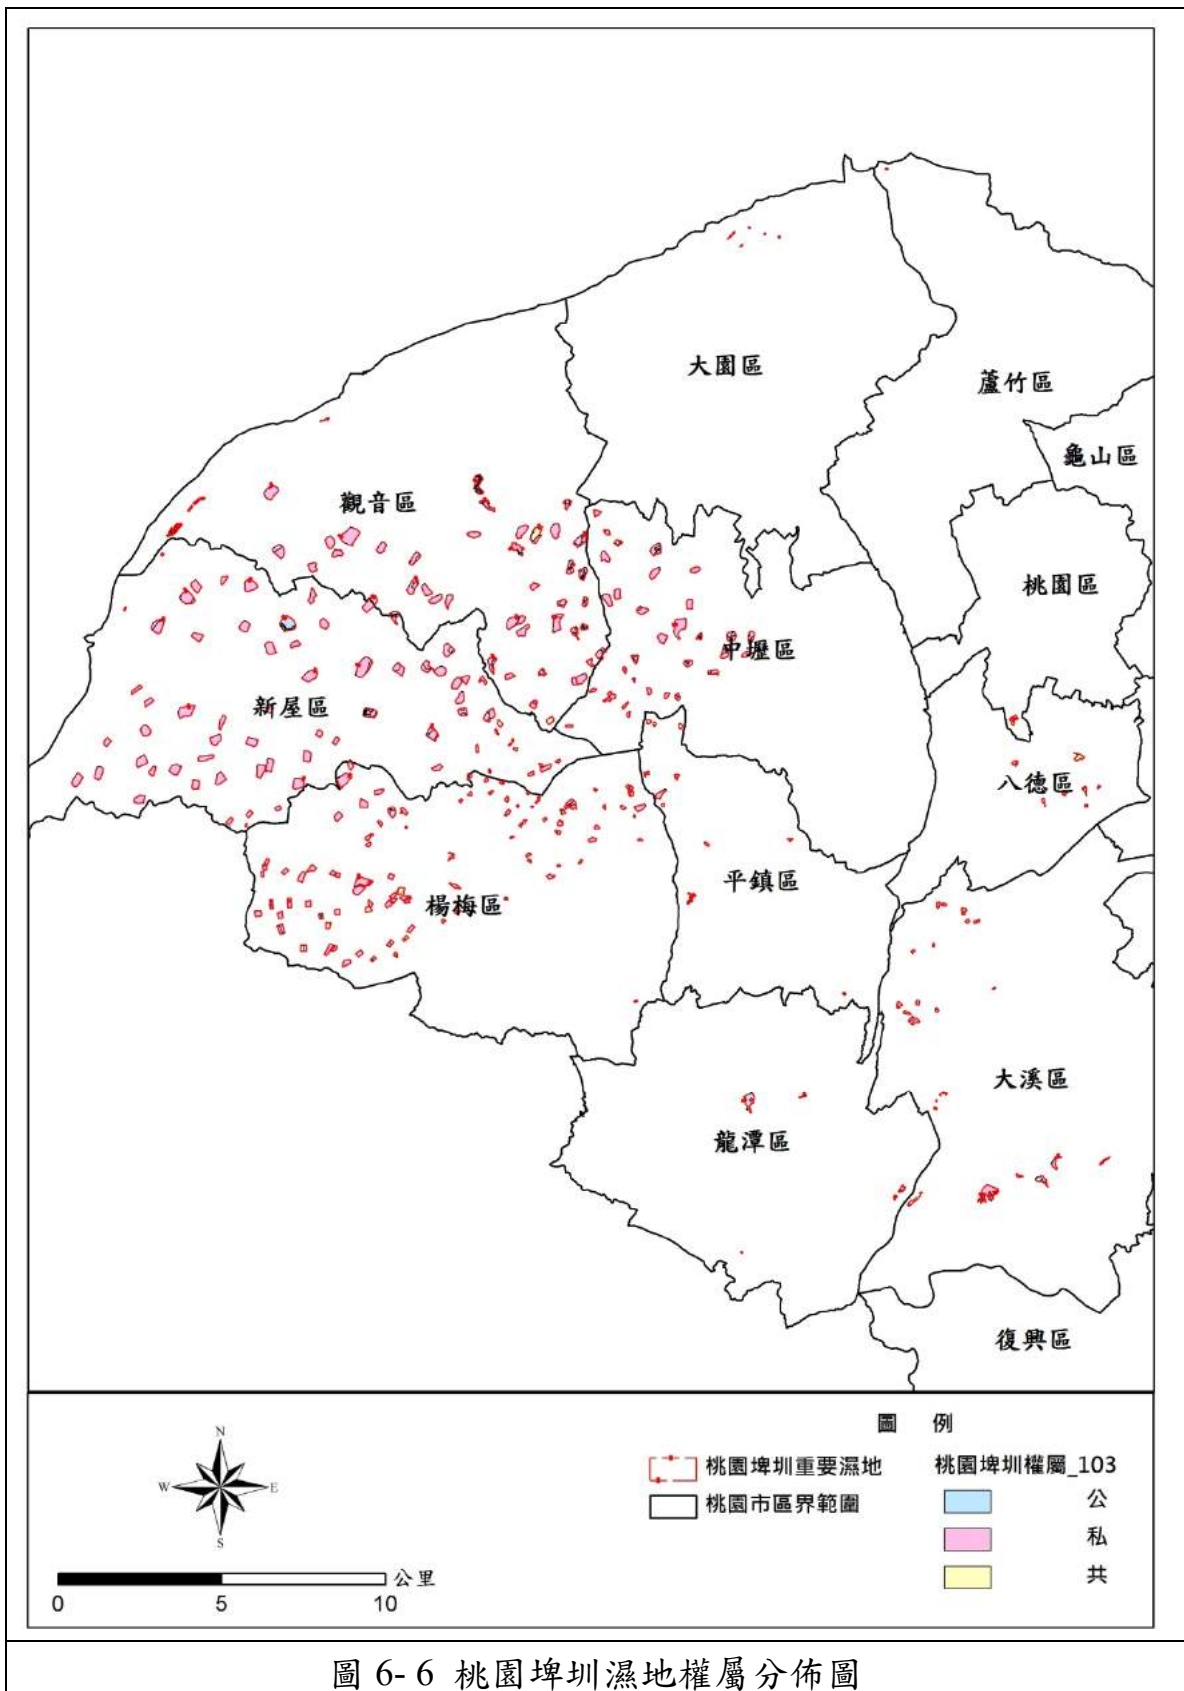 大園區
蘆竹區
龜山區
觀音區
桃園區
中壢區
新屋區
八德區
平鎮區
楊梅區
大溪區
龍潭區
復興區
圖 例
N
W E
S
桃園埤圳重要濕地
桃園市區界範圍
桃園埤圳權屬_103
公
私
共
公里
0 5 10
圖 6- 6 桃園埤圳濕地權屬分佈圖